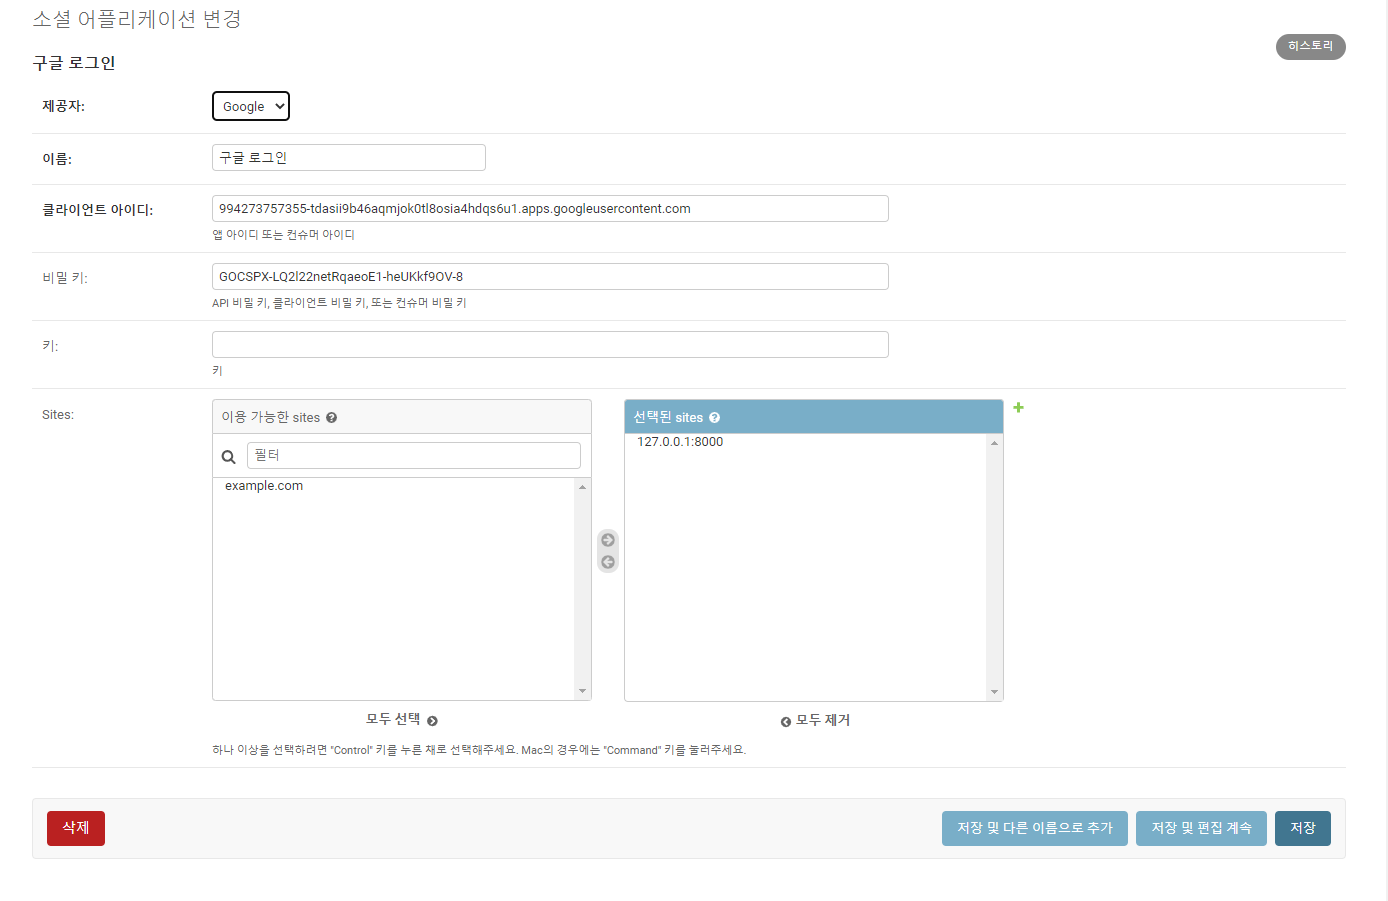 소셜 어플리케이션 변경
히스토리
구글 로그인
제공자:
Google
이름:
구글 로그인
클라이언트 아이디:
994273757355-tdasii9b46aqmjok0tl8osia4hdqs6u1.apps.googleusercontent.com
앱 아이디 또는 컨슈머 아이디
비밀 키:
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
API 비밀 키, 클라이언트 비밀 키, 또는 컨슈머 비밀 키
키:
키
Sites:
이용 가능한 sites
필터
example.com
모두 선택
선택된 sites
127.0.0.1:8000
모두 제거
하나 이상을 선택하려면 "Control" 키를 누른 채로 선택해주세요. Mac의 경우에는 "Command" 키를 눌러주세요.
삭제
저장 및 다른 이름으로 추가
저장 및 편집 계속
저장